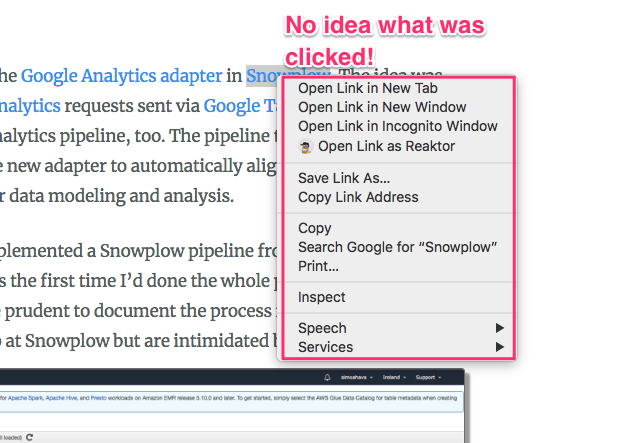 No idea what was
clicked!
he Google Analytics adapter in Snowplow. The idea was
nalytics requests sent via Google T
nalytics pipeline, too. The pipeline t
e new adapter to automatically alig
r data modeling and analysis.
Open Link in New Tab
Open Link in New Window
Open Link in Incognito Window
Open Link as Reaktor
Save Link As...
Copy Link Address
Copy
Search Google for “Snowplow”
Print...
Inspect
Speech
Services
plemented a Snowplow pipeline fro
s the first time I’d done the whole p
e prudent to document the process
o at Snowplow but are intimidated b
simoahava Ireland Support
for Apache Spark, Apache Hive, and Presto workloads on Amazon EMR release 5.10.0 and later. To get started, simply select the AWS Glue Data Catalog for table metadata when creating
ll loaded)